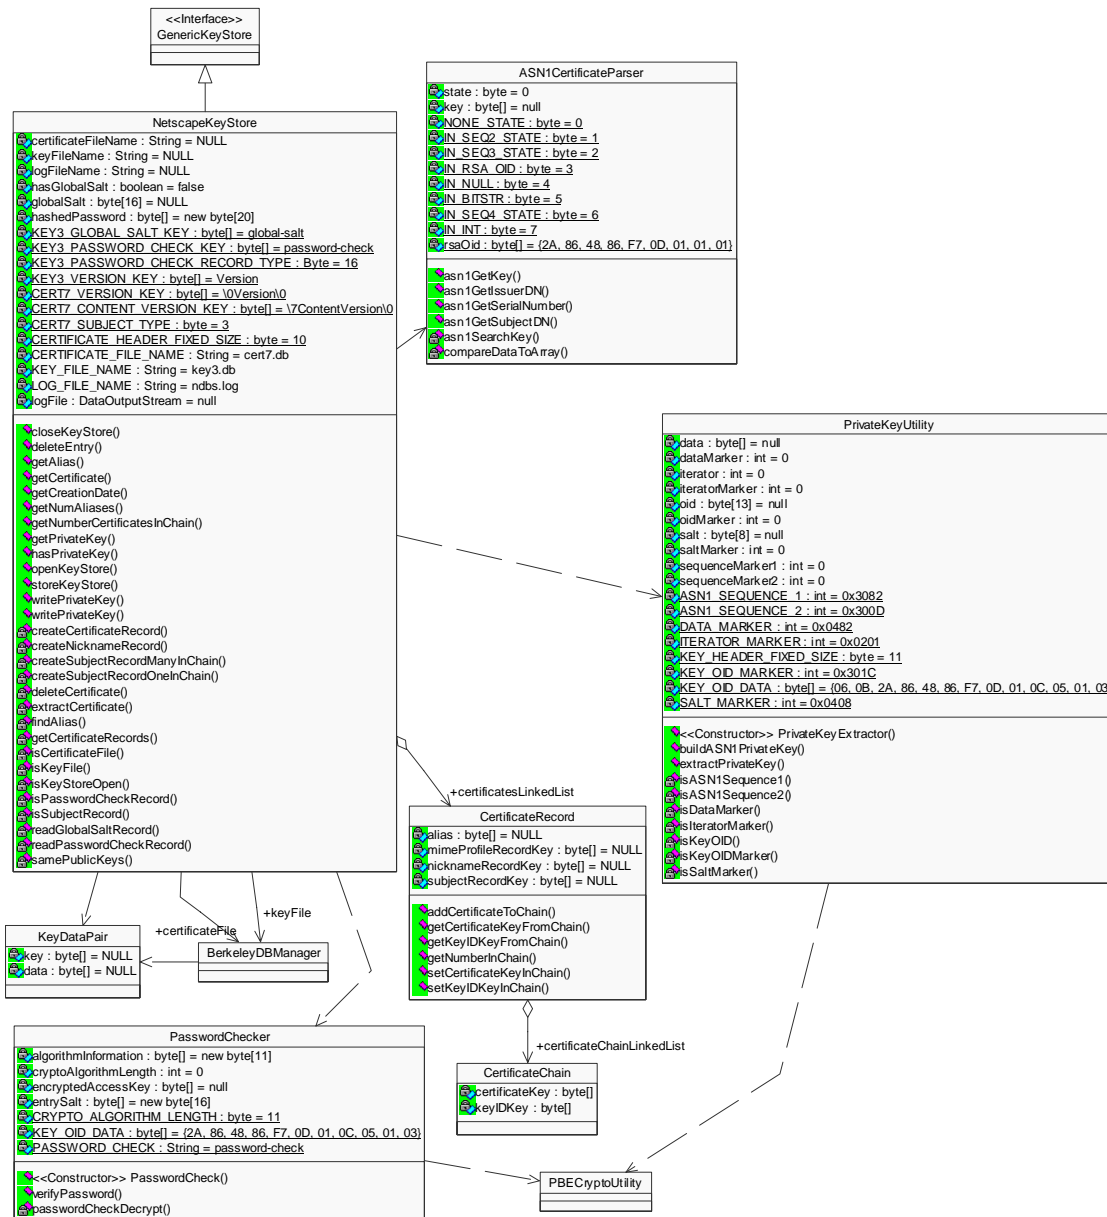 <<Interface>>
GenericKeyStore
NetscapeKeyStore
certificateFileName : String = NULL
keyFileName : String = NULL
logFileName : String = NULL
hasGlobalSalt : boolean = false
globalSalt : byte[16] = NULL
hashedPassword : byte[] = new byte[20]
KEY3_GLOBAL_SALT_KEY : byte[] = global-salt
KEY3_PASSWORD_CHECK_KEY : byte[] = password-check
KEY3_PASSWORD_CHECK_RECORD_TYPE : Byte = 16
KEY3_VERSION_KEY : byte[] = Version
CERT7_VERSION_KEY : byte[] = \0Version\0
CERT7_CONTENT_VERSION_KEY : byte[] = \7ContentVersion\0
CERT7_SUBJECT_TYPE : byte = 3
CERTIFICATE_HEADER_FIXED_SIZE : byte = 10
CERTIFICATE_FILE_NAME : String = cert7.db
KEY_FILE_NAME : String = key3.db
LOG_FILE_NAME : String = ndbs.log
logFile : DataOutputStream = null
closeKeyStore()
deleteEntry()
getAlias()
getCertificate()
getCreationDate()
getNumAliases()
getNumberCertificatesInChain()
getPrivateKey()
hasPrivateKey()
openKeyStore()
storeKeyStore()
writePrivateKey()
writePrivateKey()
createCertificateRecord()
createNicknameRecord()
createSubjectRecordManyInChain()
createSubjectRecordOneInChain()
deleteCertificate()
extractCertificate()
findAlias()
getCertificateRecords()
isCertificateFile()
isKeyFile()
isKeyStoreOpen()
isPasswordCheckRecord()
isSubjectRecord()
readGlobalSaltRecord()
readPasswordCheckRecord()
samePublicKeys()
ASN1CertificateParser
state : byte = 0
key : byte[] = null
NONE_STATE : byte = 0
IN_SEQ2_STATE : byte = 1
IN_SEQ3_STATE : byte = 2
IN_RSA_OID : byte = 3
IN_NULL : byte = 4
IN_BITSTR : byte = 5
IN_SEQ4_STATE : byte = 6
IN_INT : byte = 7
rsaOid : byte[] = {2A, 86, 48, 86, F7, 0D, 01, 01, 01}
asn1GetKey()
asn1GetIssuerDN()
asn1GetSerialNumber()
asn1GetSubjectDN()
asn1SearchKey()
compareDataToArray()
PrivateKeyUtility
data : byte[] = null
dataMarker : int = 0
iterator : int = 0
iteratorMarker : int = 0
oid : byte[13] = null
oidMarker : int = 0
salt : byte[8] = null
saltMarker : int = 0
sequenceMarker1 : int = 0
sequenceMarker2 : int = 0
ASN1_SEQUENCE_1 : int = 0x3082
ASN1_SEQUENCE_2 : int = 0x300D
DATA_MARKER : int = 0x0482
ITERATOR_MARKER : int = 0x0201
KEY_HEADER_FIXED_SIZE : byte = 11
KEY_OID_MARKER : int = 0x301C
KEY_OID_DATA : byte[] = {06, 0B, 2A, 86, 48, 86, F7, 0D, 01, 0C, 05, 01, 03
SALT_MARKER : int = 0x0408
<<Constructor>> PrivateKeyExtractor()
buildASN1PrivateKey()
extractPrivateKey()
isASN1Sequence1()
isASN1Sequence2()
isDataMarker()
isIteratorMarker()
isKeyOID()
isKeyOIDMarker()
isSaltMarker()
+certificatesLinkedList
CertificateRecord
alias : byte[] = NULL
mimeProfileRecordKey : byte[] = NULL
nicknameRecordKey : byte[] = NULL
subjectRecordKey : byte[] = NULL
addCertificateToChain()
getCertificateKeyFromChain()
getKeyIDKeyFromChain()
getNumberInChain()
setCertificateKeyInChain()
setKeyIDKeyInChain()
+keyFile
+certificateFile
KeyDataPair
key : byte[] = NULL
data : byte[] = NULL
BerkeleyDBManager
PasswordChecker
algorithmInformation : byte[] = new byte[11]
cryptoAlgorithmLength : int = 0
encryptedAccessKey : byte[] = null
entrySalt : byte[] = new byte[16]
CRYPTO_ALGORITHM_LENGTH : byte = 11
KEY_OID_DATA : byte[] = {2A, 86, 48, 86, F7, 0D, 01, 0C, 05, 01, 03}
PASSWORD_CHECK : String = password-check
<<Constructor>> PasswordCheck()
verifyPassword()
passwordCheckDecrypt()
+certificateChainLinkedList
CertificateChain
certificateKey : byte[]
keyIDKey : byte[]
PBECryptoUtility